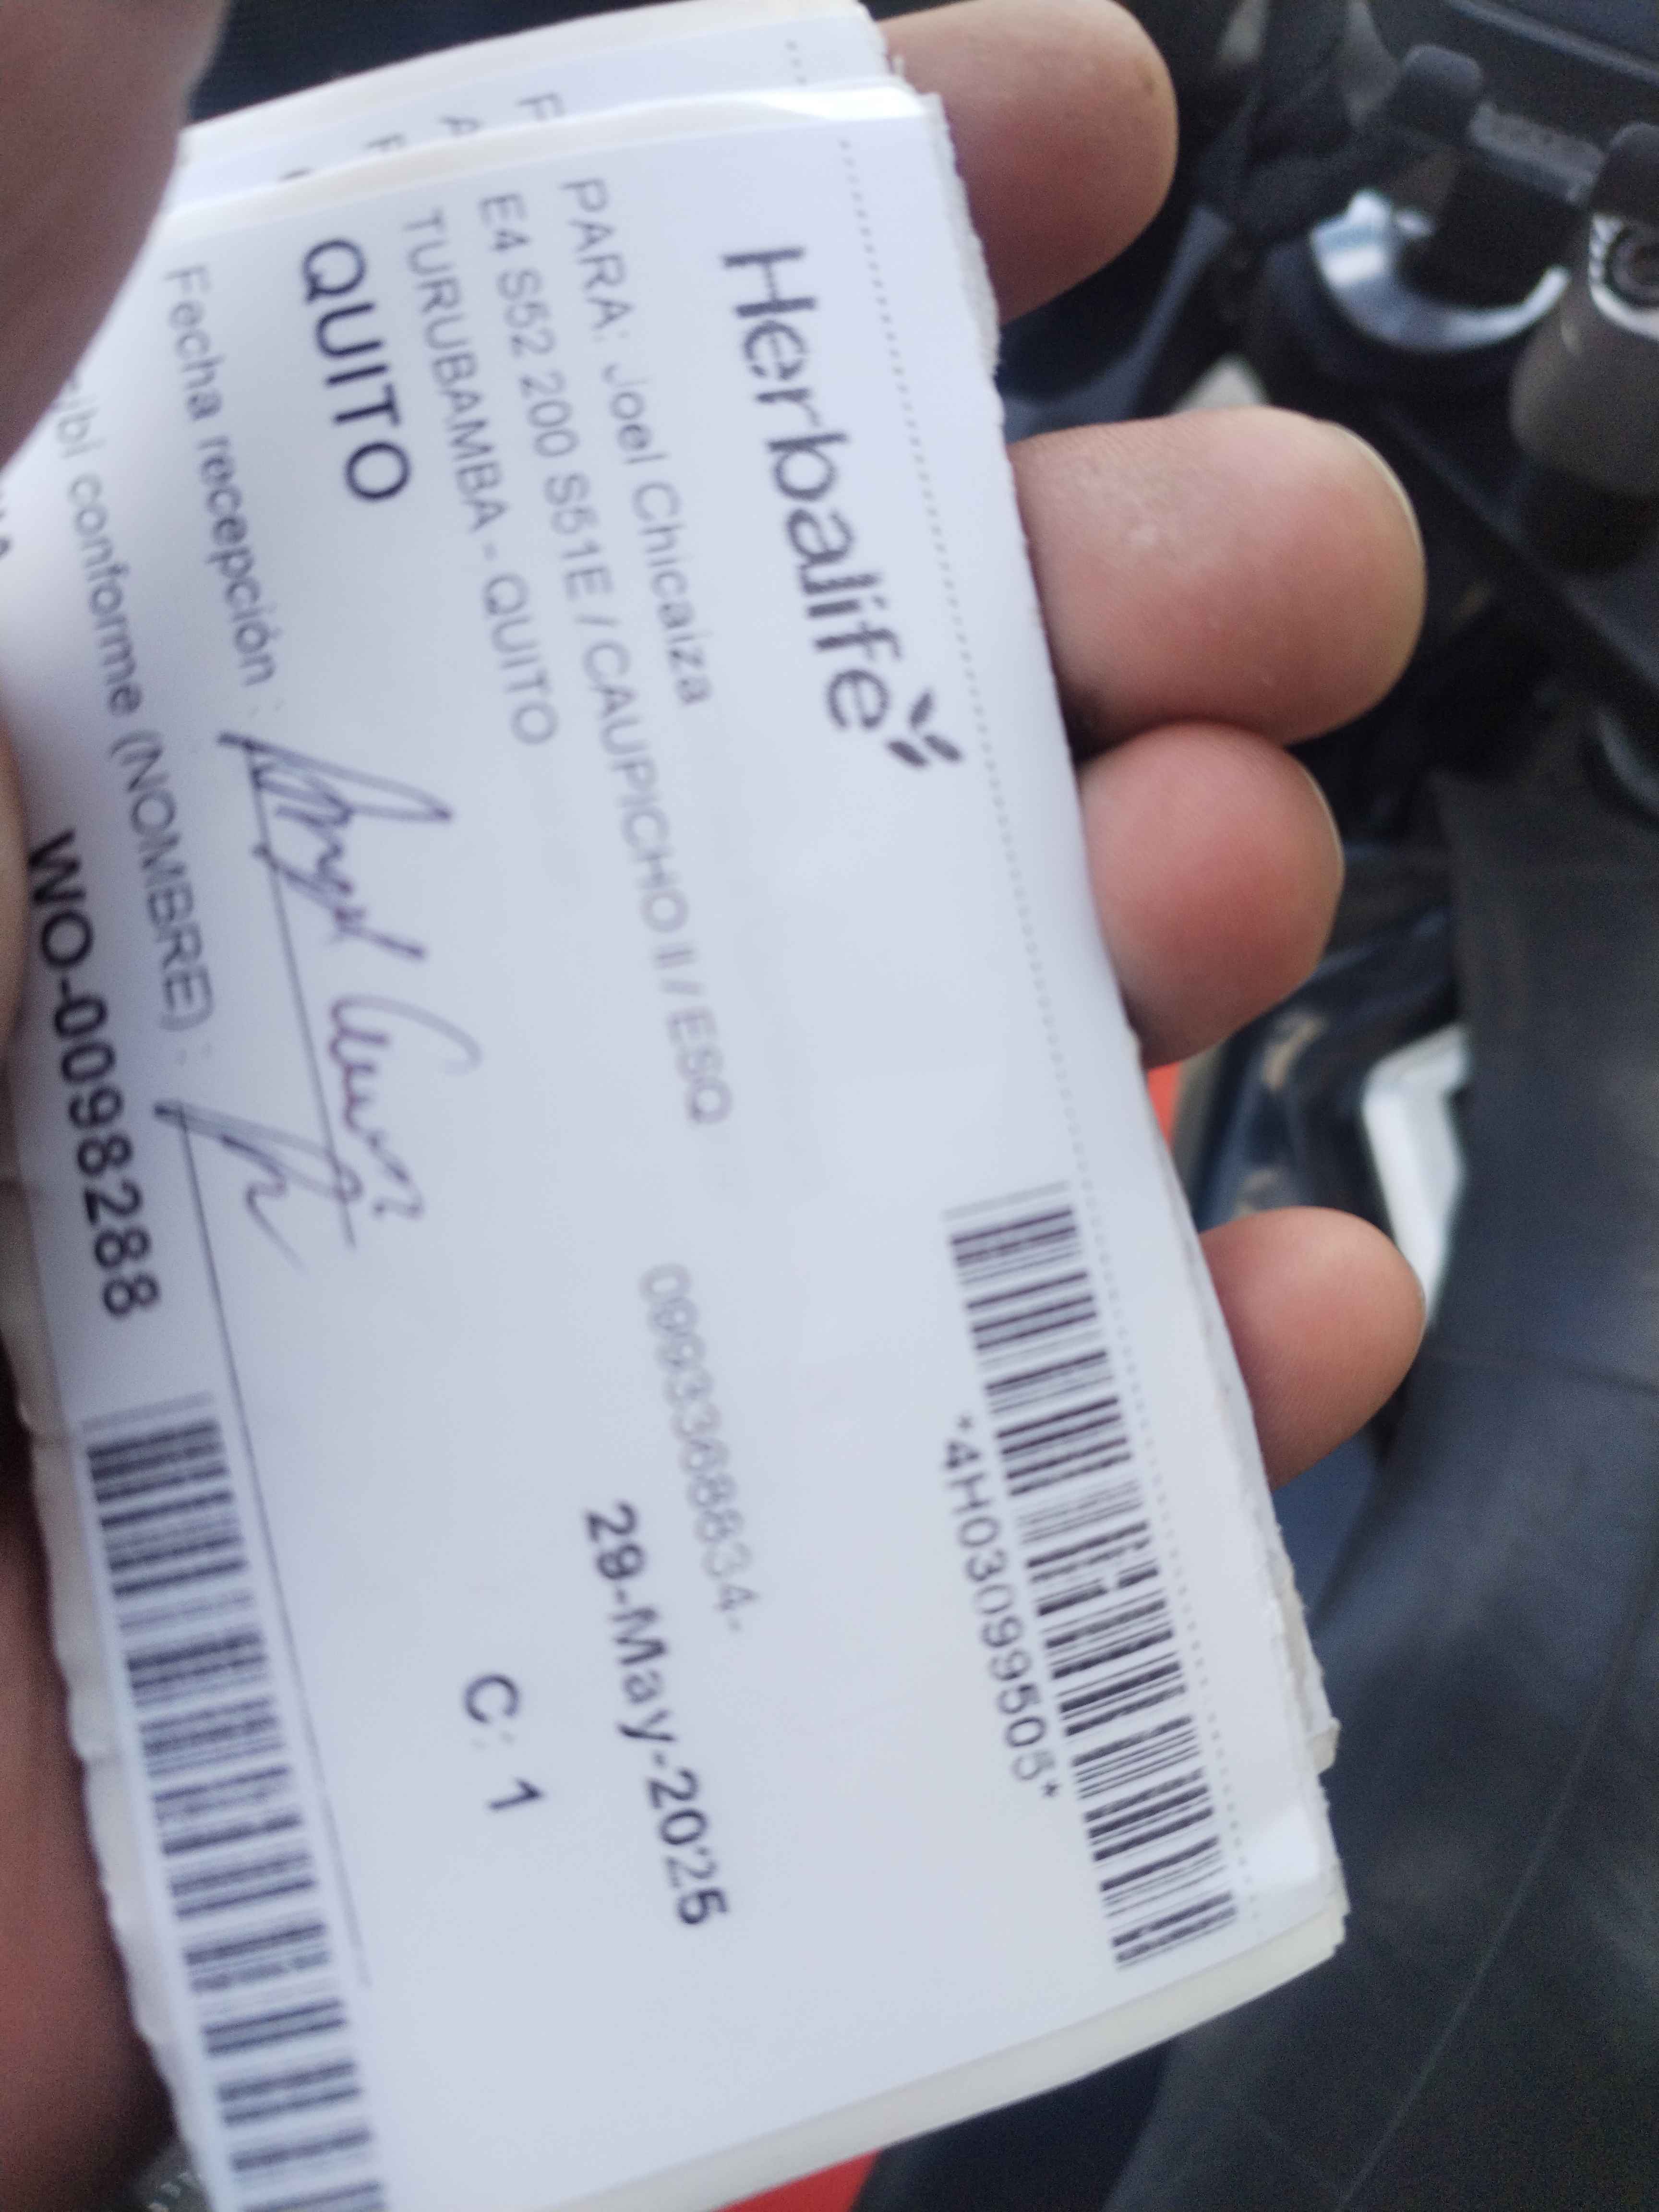 Herbalife
*4H03099505*
PARA: Joel Chicaiza
0993368834-
E4 S52 200 S51E / CAUPICHO II / ESQ
29-May-2025
TURUBAMBA - QUITO
C: 1
QUITO
Fecha recepción :
conforme (NOMBRE) :
WO-00982288